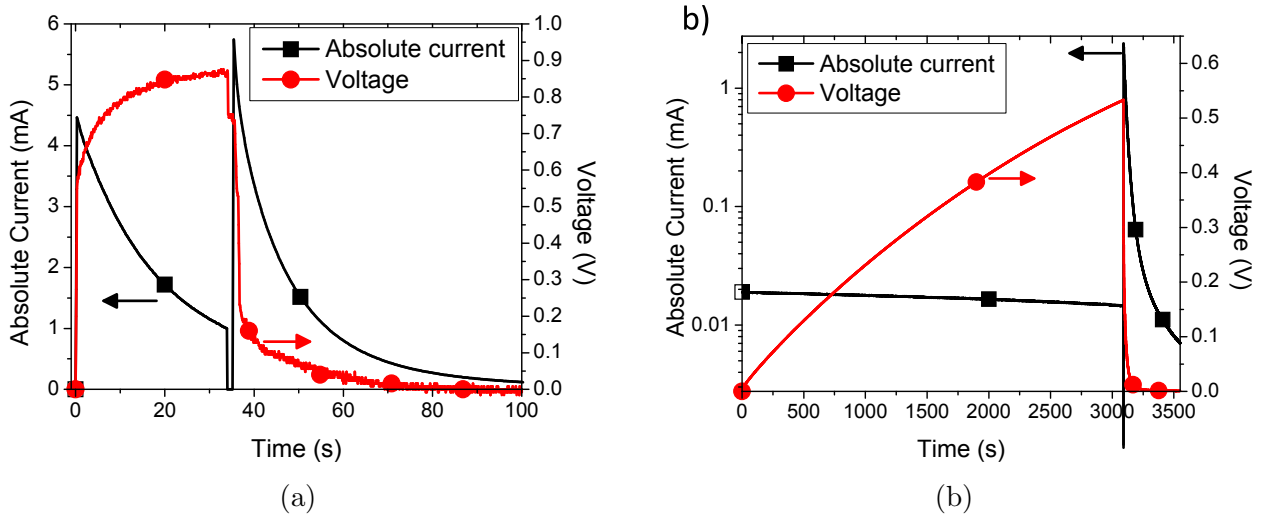 b)
Absolute current
Voltage
Absolute Current (mA)
6
5
4
3
2
1
0
1.0
0.9
0.8
0.7
0.6
0.5
0.4
0.3
0.2
0.1
0.0
Voltage (V)
0 20 40 60 80 100
Time (s)
(a)
Absolute current
Voltage
Absolute Current (mA)
1
0.1
0.01
0.6
0.5
0.4
0.3
0.2
0.1
0.0
Voltage (V)
0 500 1000 1500 2000 2500 3000 3500
Time (s)
(b)